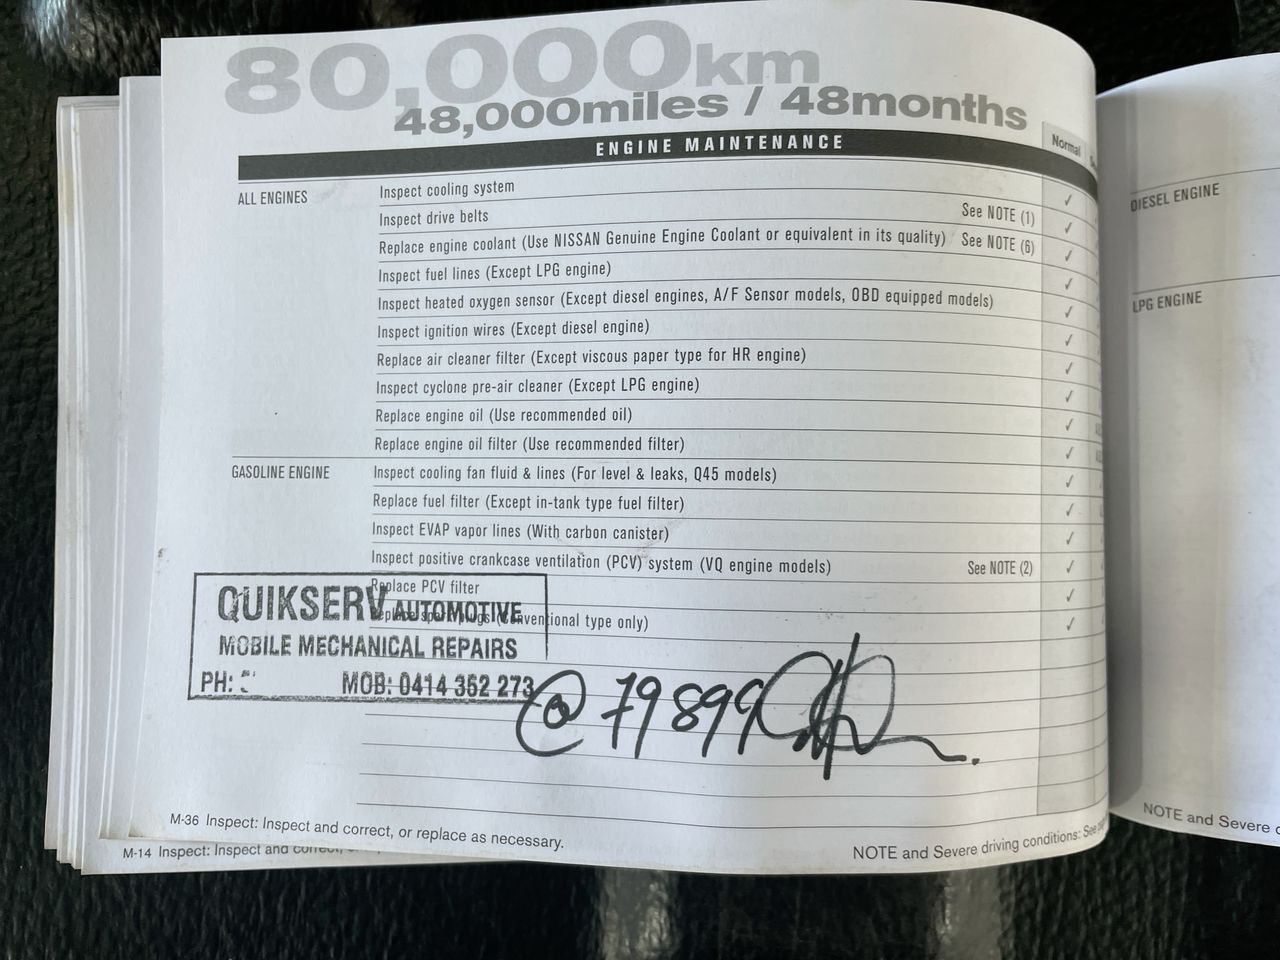 80,000km
48,000miles / 48months
ENGINE MAINTENANCE
Normal
ALL ENGINES
Inspect cooling system
Inspect drive belts See NOTE (1)
Replace engine coolant (Use NISSAN Genuine Engine Coolant or equivalent in its quality) See NOTE (6)
Inspect fuel lines (Except LPG engine)
Inspect heated oxygen sensor (Except diesel engines, A/F Sensor models, OBD equipped models)
Inspect ignition wires (Except diesel engine)
Replace air cleaner filter (Except viscous paper type for HR engine)
Inspect cyclone pre-air cleaner (Except LPG engine)
Replace engine oil (Use recommended oil)
Replace engine oil filter (Use recommended filter)
GASOLINE ENGINE
Inspect cooling fan fluid & lines (For level & leaks, Q45 models)
Replace fuel filter (Except in-tank type fuel filter)
Inspect EVAP vapor lines (With carbon canister)
Inspect positive crankcase ventilation (PCV) system (VQ engine models) See NOTE (2)
Replace PCV filter
Replace spark plugs (Conventional type only)
QUIKSERV AUTOMOTIVE
MOBILE MECHANICAL REPAIRS
PH: MOB: 0414 352 273
@ 79899
M-36 Inspect: Inspect and correct, or replace as necessary.
NOTE and Severe driving conditions: See
M-14 Inspect: Inspect and correct,
DIESEL ENGINE
LPG ENGINE
NOTE and Severe